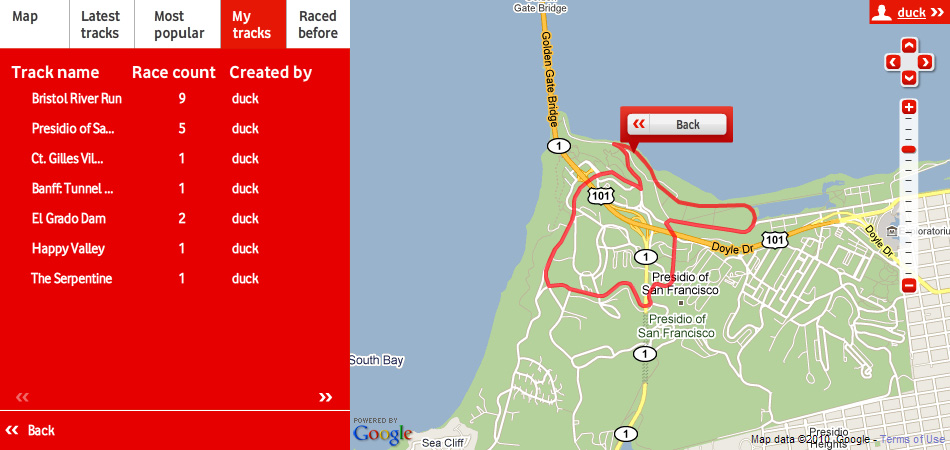 Map
Latest tracks
Most popular
My tracks
Raced before
Track name Race count Created by
Bristol River Run 9 duck
Presidio of Sa... 5 duck
Ct. Gilles Vil... 1 duck
Banff: Tunnel ... 1 duck
El Grado Dam 2 duck
Happy Valley 1 duck
The Serpentine 1 duck
« »
« Back
Gate Bridge
duck »
Golden Gate Bridge
« Back
1
101
Doyle Dr
101
Doyle Dr
1
Presidio of
San Francisco
Presidio of
San Francisco
1
South Bay
1
POWERED BY
Google
Sea Cliff
Presidio
Heights
Map data ©2010 Google - Terms of Use